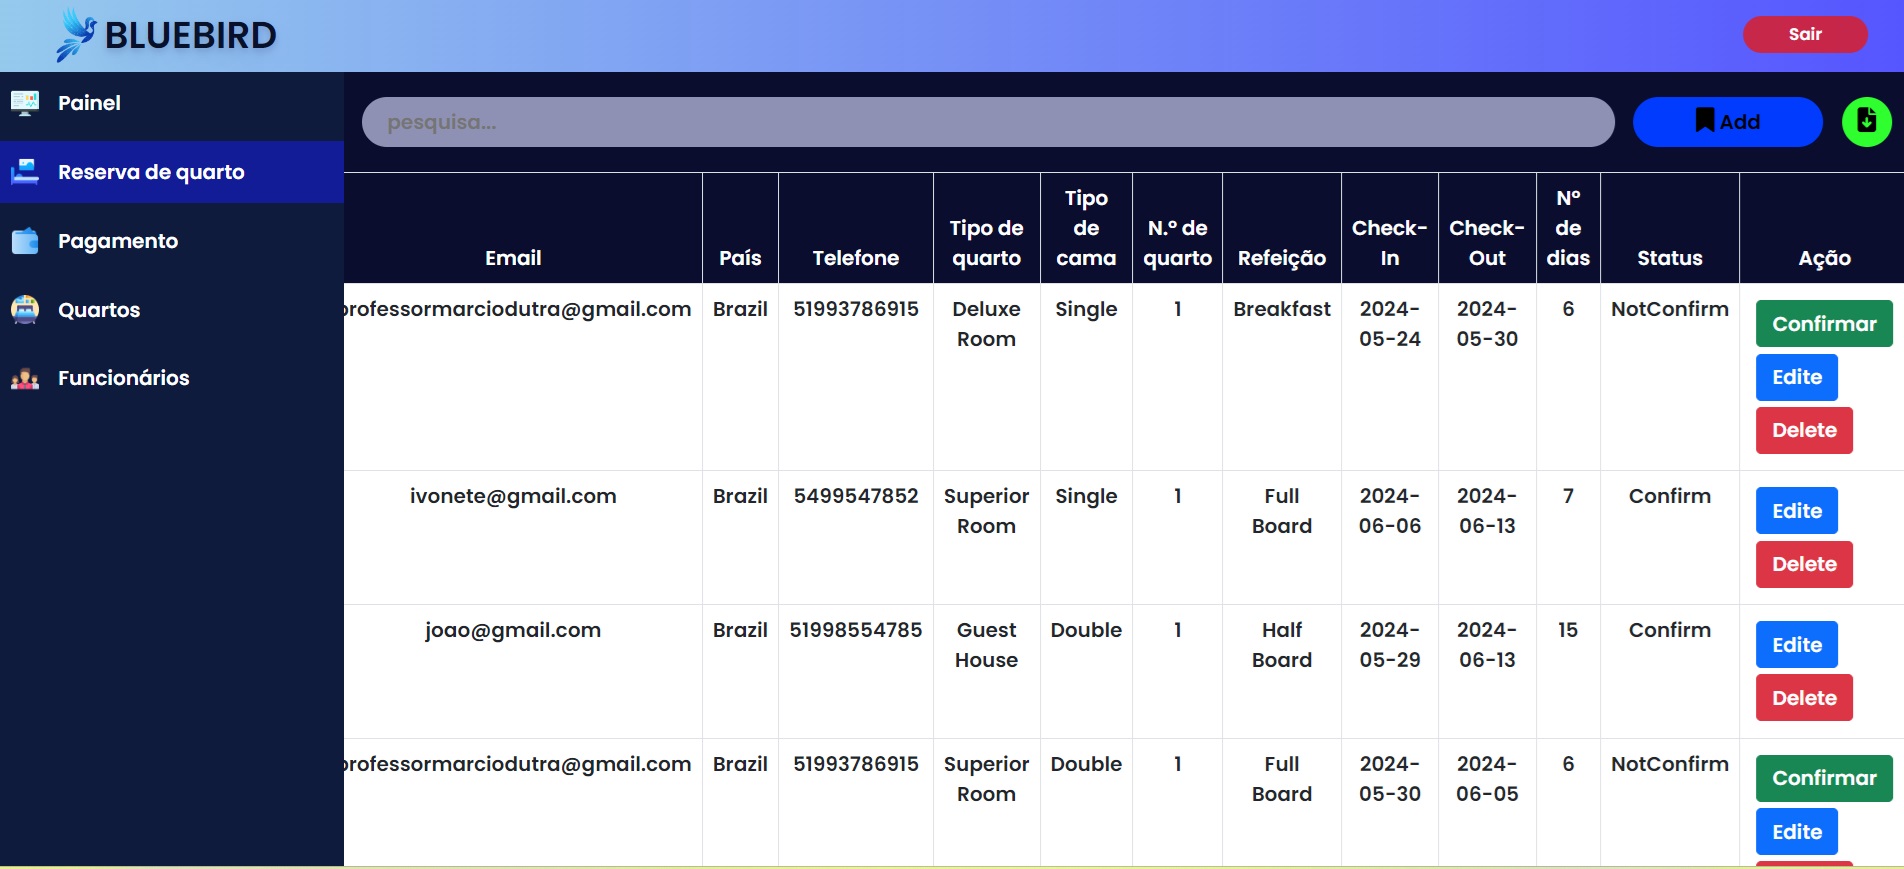 BLUEBIRD
Sair
Painel
Reserva de quarto
Pagamento
Quartos
Funcionários
pesquisa...
Add
Email País Telefone Tipo de quarto Tipo de cama N.º de quarto Refeição Check-In Check-Out Nº de dias Status Ação
professormarciodutra@gmail.com Brazil 51993786915 Deluxe Room Single 1 Breakfast 2024-05-24 2024-05-30 6 NotConfirm Confirmar
Edite
Delete
ivonete@gmail.com Brazil 5499547852 Superior Room Single 1 Full Board 2024-06-06 2024-06-13 7 Confirm Edite
Delete
joao@gmail.com Brazil 51998554785 Guest House Double 1 Half Board 2024-05-29 2024-06-13 15 Confirm Edite
Delete
professormarciodutra@gmail.com Brazil 51993786915 Superior Room Double 1 Full Board 2024-05-30 2024-06-05 6 NotConfirm Confirmar
Edite